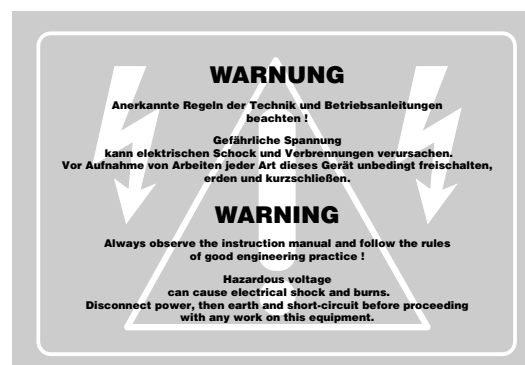 WARNUNG
Anerkannte Regeln der Technik und Betriebsanleitungen
beachten !
Gefährliche Spannung
kann elektrischen Schock und Verbrennungen verursachen.
Vor Aufnahme von Arbeiten jeder Art dieses Gerät unbedingt freischalten,
erden und kurzschließen.
WARNING
Always observe the instruction manual and follow the rules
of good engineering practice !
Hazardous voltage
can cause electrical shock and burns.
Disconnect power, then earth and short-circuit before proceeding
with any work on this equipment.